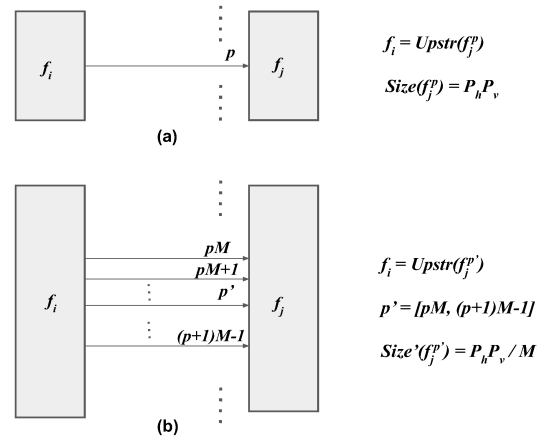 p
f_i
f_j
f_i = Upstr(f_j^p)
Size(f_j^p) = P_hP_v
(a)
pM
pM+1
p'
(p+1)M-1
f_i
f_j
f_i = Upstr(f_j^p')
p' = [pM, (p+1)M-1]
Size'(f_j^p') = P_hP_v / M
(b)